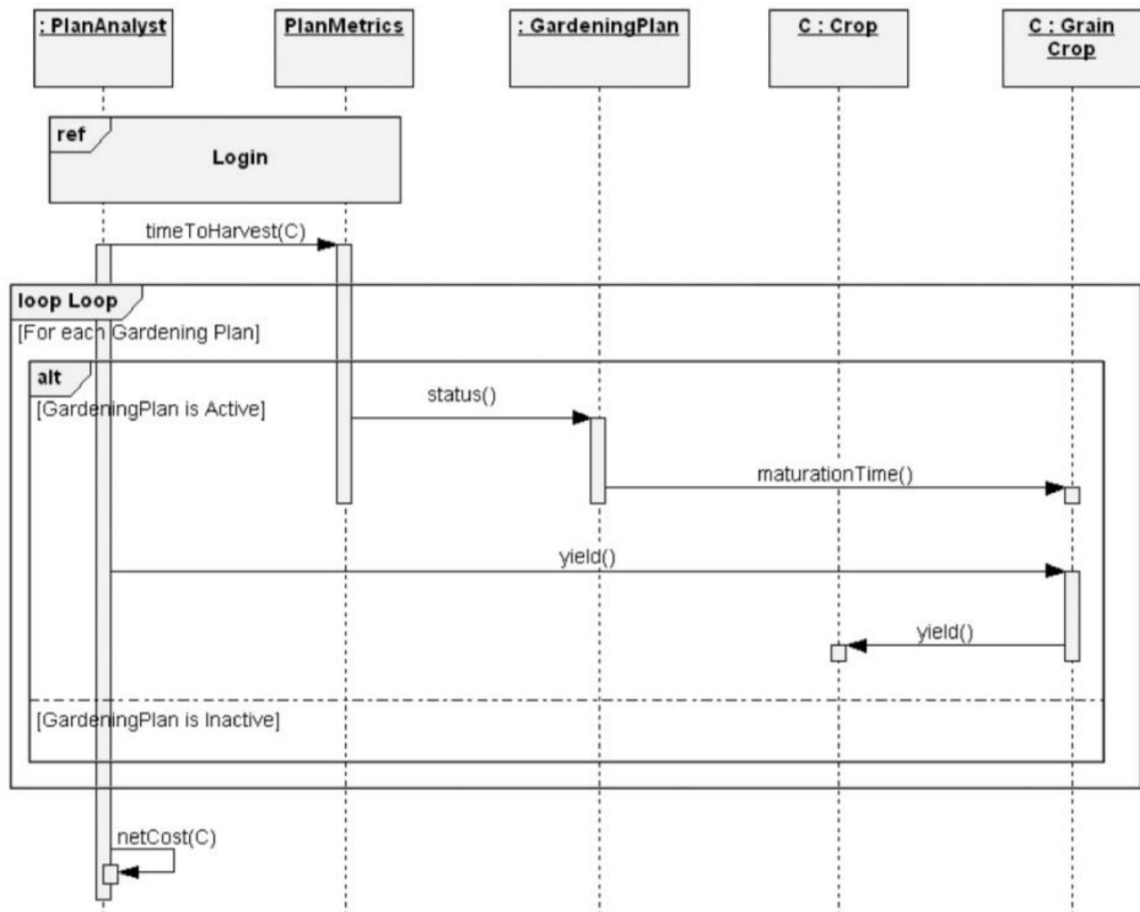 : PlanAnalyst
PlanMetrics
: GardeningPlan
C : Crop
C : Grain
Crop
ref
Login
timeToHarvest(C)
loop Loop
[For each Gardening Plan]
alt
[GardeningPlan is Active]
status()
maturationTime()
yield()
yield()
[GardeningPlan is Inactive]
netCost(C)